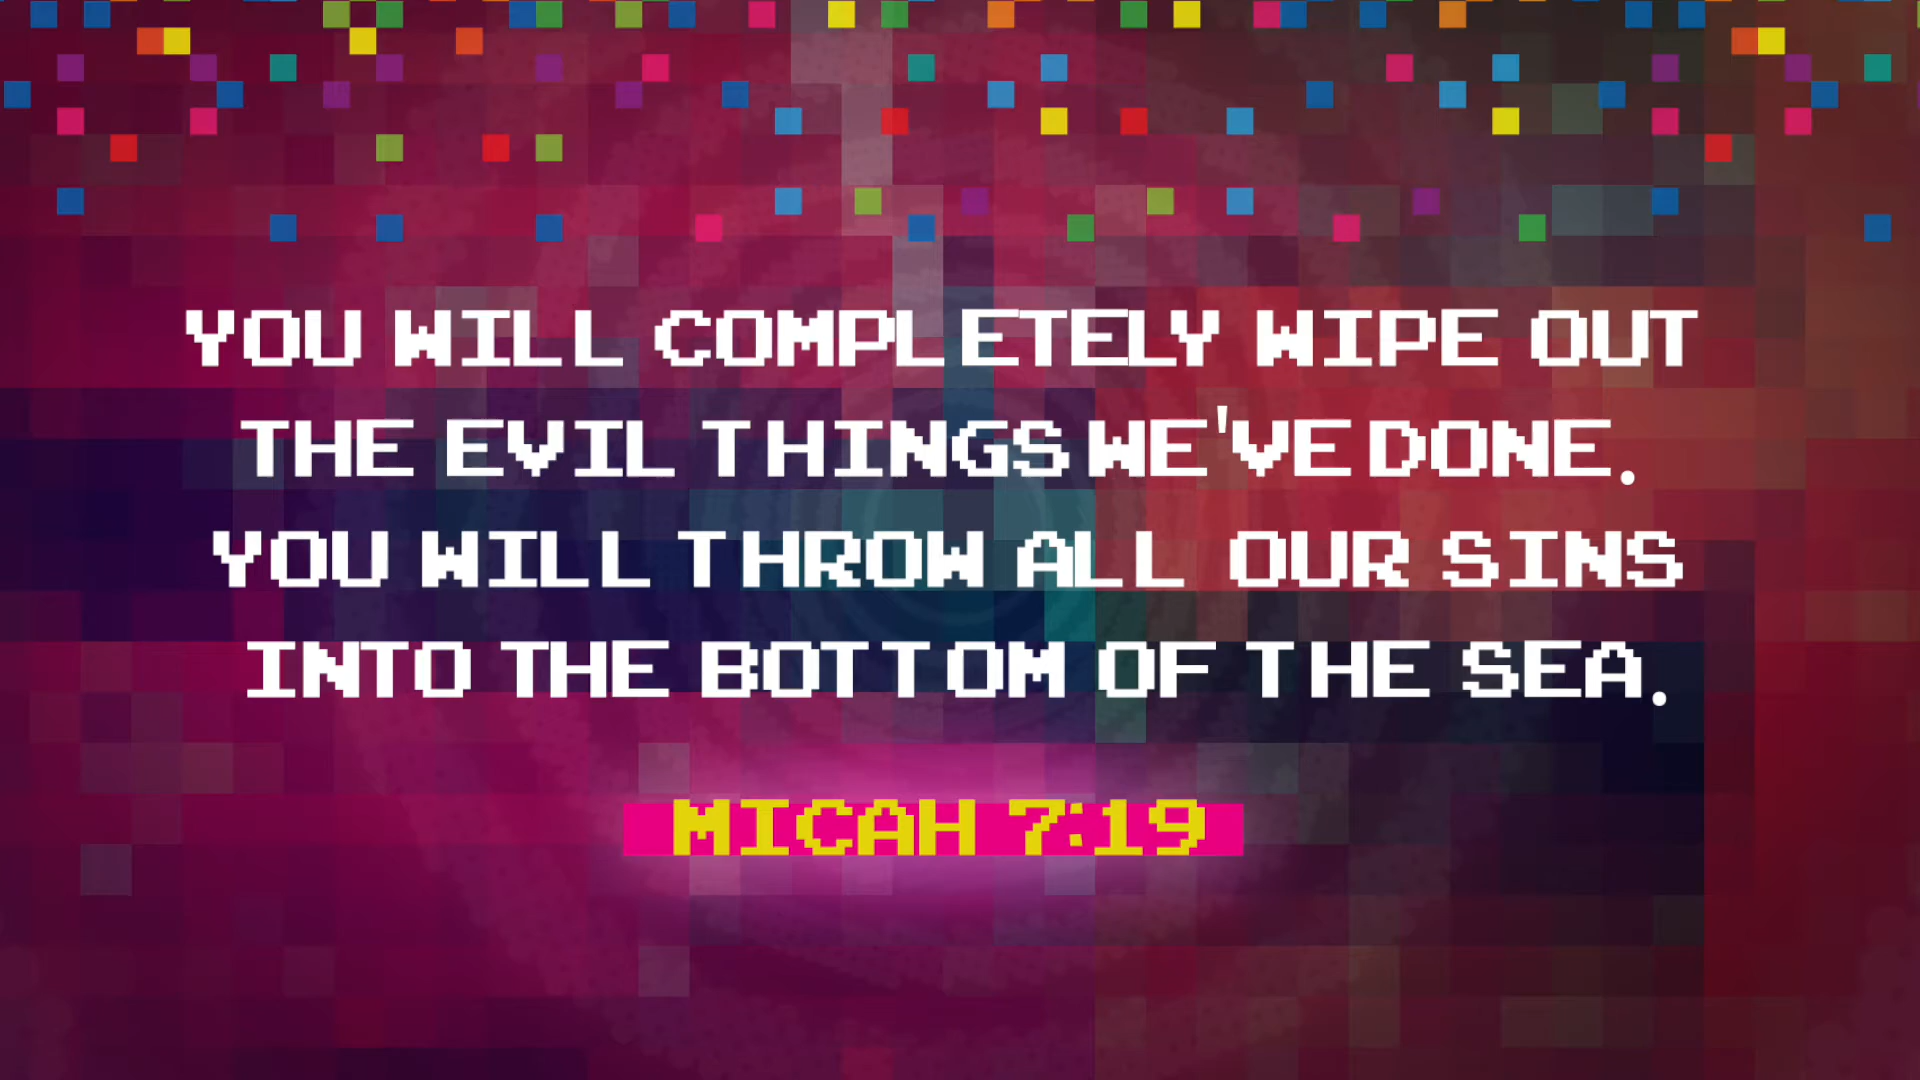 YOU WILL COMPLETELY WIPE OUT
THE EVIL THINGS WE'VE DONE.
YOU WILL THROW ALL OUR SINS
INTO THE BOTTOM OF THE SEA.
MICAH 7:19